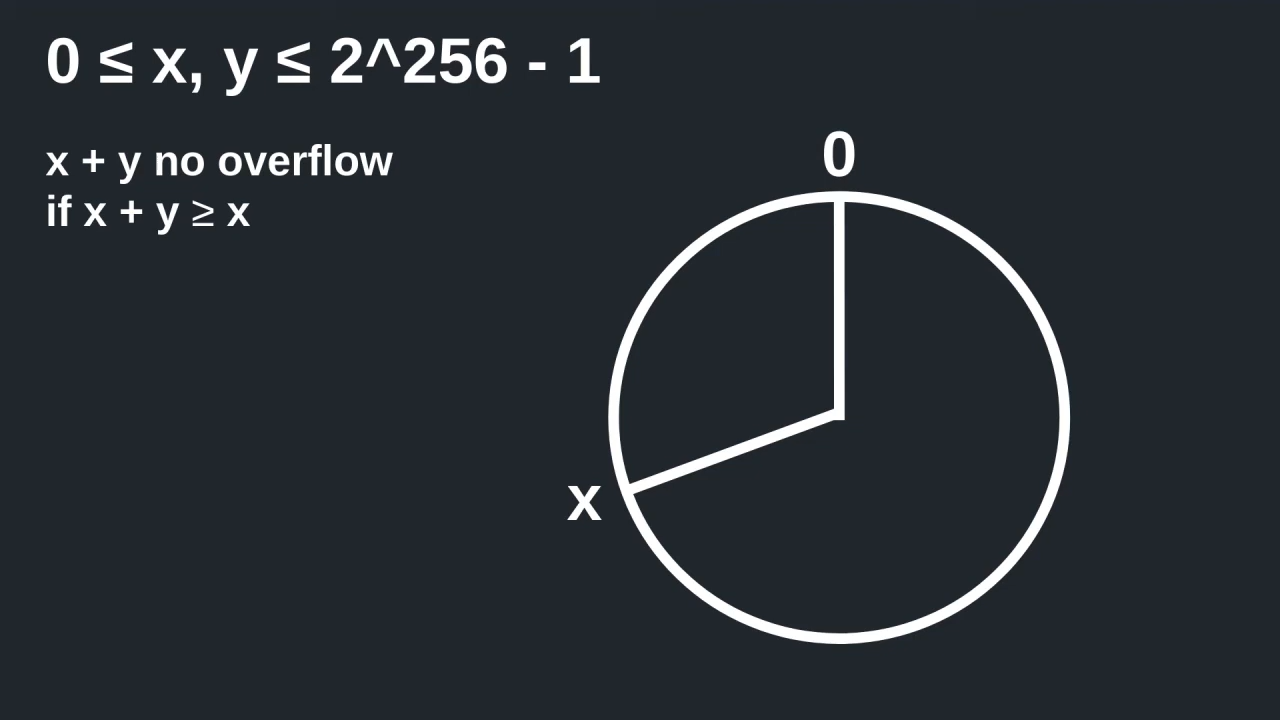 0 ≤ x, y ≤ 2^256 - 1
x + y no overflow
if x + y ≥ x
0
x